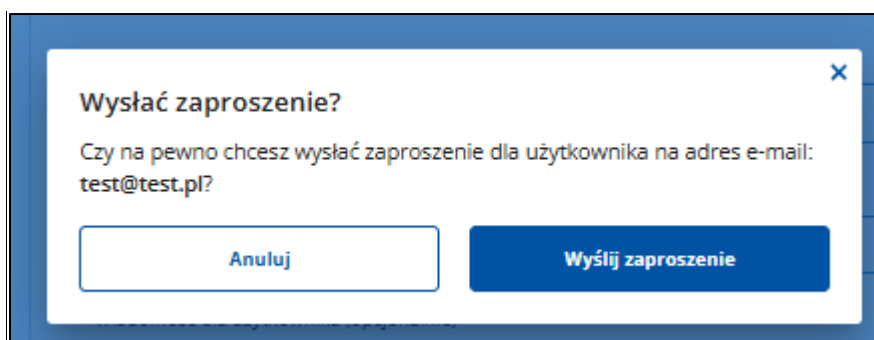 Wysłać zaproszenie?
Czy na pewno chcesz wysłać zaproszenie dla użytkownika na adres e-mail:
test@test.pl?
Anuluj
Wyślij zaproszenie